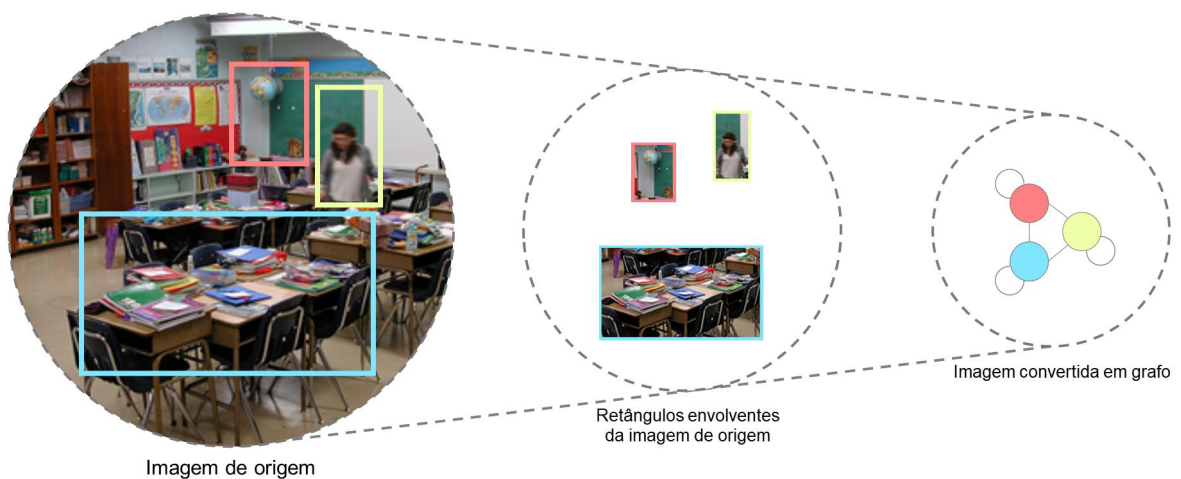 Imagem de origem
Retângulos envolventes
da imagem de origem
Imagem convertida em grafo